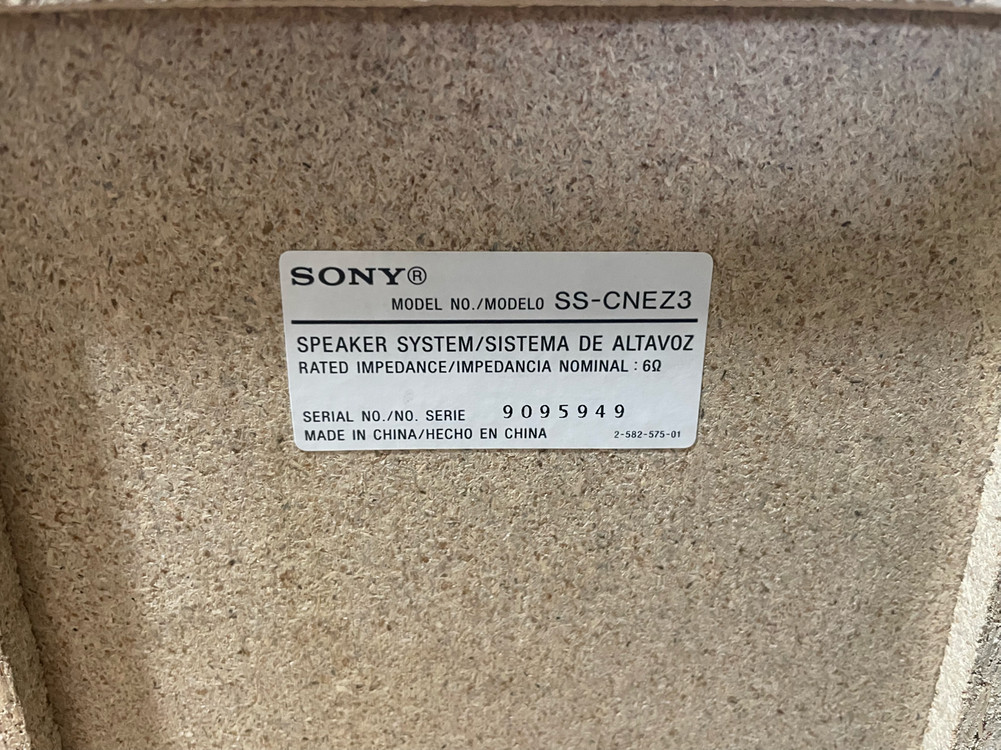 SONY®
MODEL NO./MODELO SS-CNEZ3
SPEAKER SYSTEM/SISTEMA DE ALTAVOZ
RATED IMPEDANCE/IMPEDANCIA NOMINAL : 6Ω
SERIAL NO./NO. SERIE 9095949
MADE IN CHINA/HECHO EN CHINA 2-582-575-01